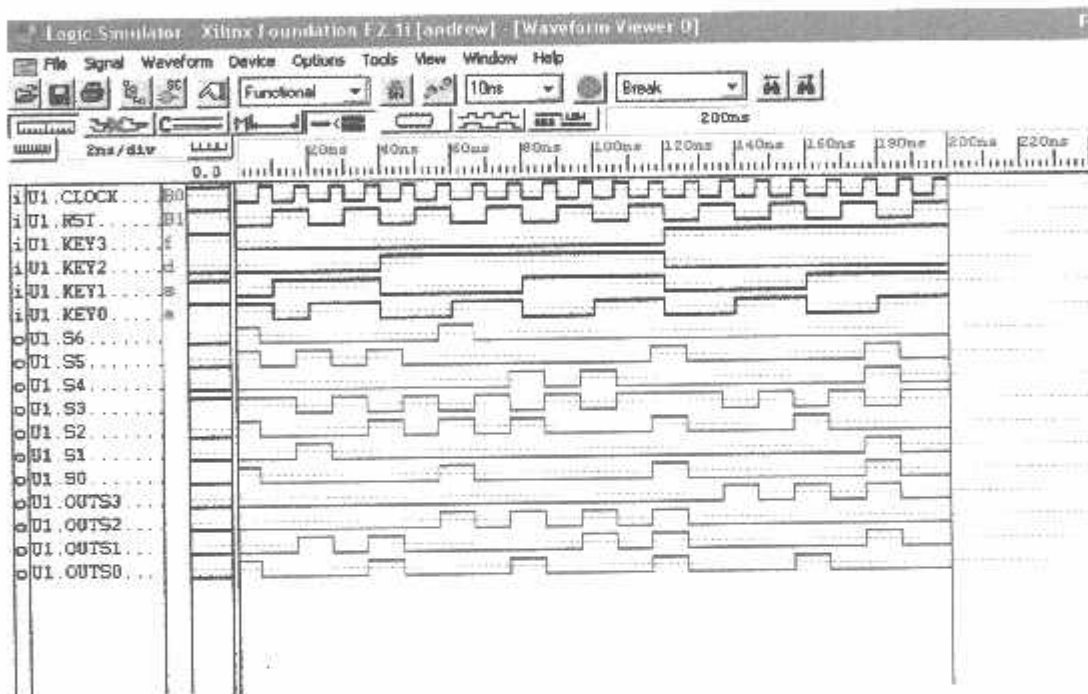 Logic Simulator - Xilinx Foundation F2.1i [andrew] - [Waveform Viewer 0]
File Signal Waveform Device Options Tools View Window Help
Functional 10ns Break
200ns
2ns/div 20ns 40ns 60ns 80ns 100ns 120ns 140ns 160ns 180ns 200ns 220ns
0.0
i U1.CLOCK.... B0
i U1.RST...... B1
i U1.KEY3..... f
i U1.KEY2..... d
i U1.KEY1..... s
i U1.KEY0..... a
o U1.S6.......
o U1.S5.......
o U1.S4.......
o U1.S3.......
o U1.S2.......
o U1.S1.......
o U1.S0.......
o U1.OUTS3....
o U1.OUTS2....
o U1.OUTS1....
o U1.OUTS0....